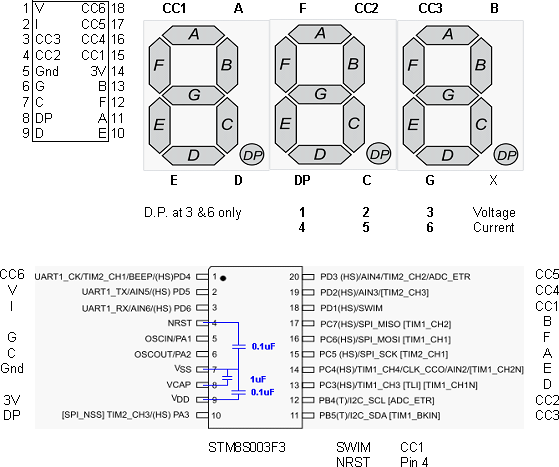 1 V CC6 18
2 I CC5 17
3 CC3 CC4 16
4 CC2 CC1 15
5 Gnd 3V 14
6 G B 13
7 C F 12
8 DP A 11
9 D E 10
CC1 A F CC2 CC3 B
A A A
F B F B F B
G G G
E C E C E C
D DP D DP D DP
E D DP C G X
D.P. at 3 &6 only 1 2 3 Voltage
4 5 6 Current
CC6 UART1_CK/TIM2_CH1/BEEP/(HS)PD4 1 20 PD3 (HS)/AIN4/TIM2_CH2/ADC_ETR CC5
V UART1_TX/AIN5/(HS) PD5 2 19 PD2(HS)/AIN3/[TIM2_CH3] CC4
I UART1_RX/AIN6/(HS) PD6 3 18 PD1(HS)/SWIM CC1
NRST 4 17 PC7(HS)/SPI_MISO [TIM1_CH2] B
G OSCIN/PA1 5 0.1uF 16 PC6(HS)/SPI_MOSI [TIM1_CH1] F
C OSCOUT/PA2 6 15 PC5 (HS)/SPI_SCK [TIM2_CH1] A
Gnd VSS 7 14 PC4(HS)/TIM1_CH4/CLK_CCO/AIN2/[TIM1_CH2N] E
VCAP 8 1uF 13 PC3(HS)/TIM1_CH3 [TLI] [TIM1_CH1N] D
3V VDD 9 0.1uF 12 PB4(T)/I2C_SCL [ADC_ETR] CC2
DP [SPI_NSS] TIM2_CH3/(HS) PA3 10 11 PB5(T)/I2C_SDA [TIM1_BKIN] CC3
STM8S003F3 SWIM CC1
NRST Pin 4